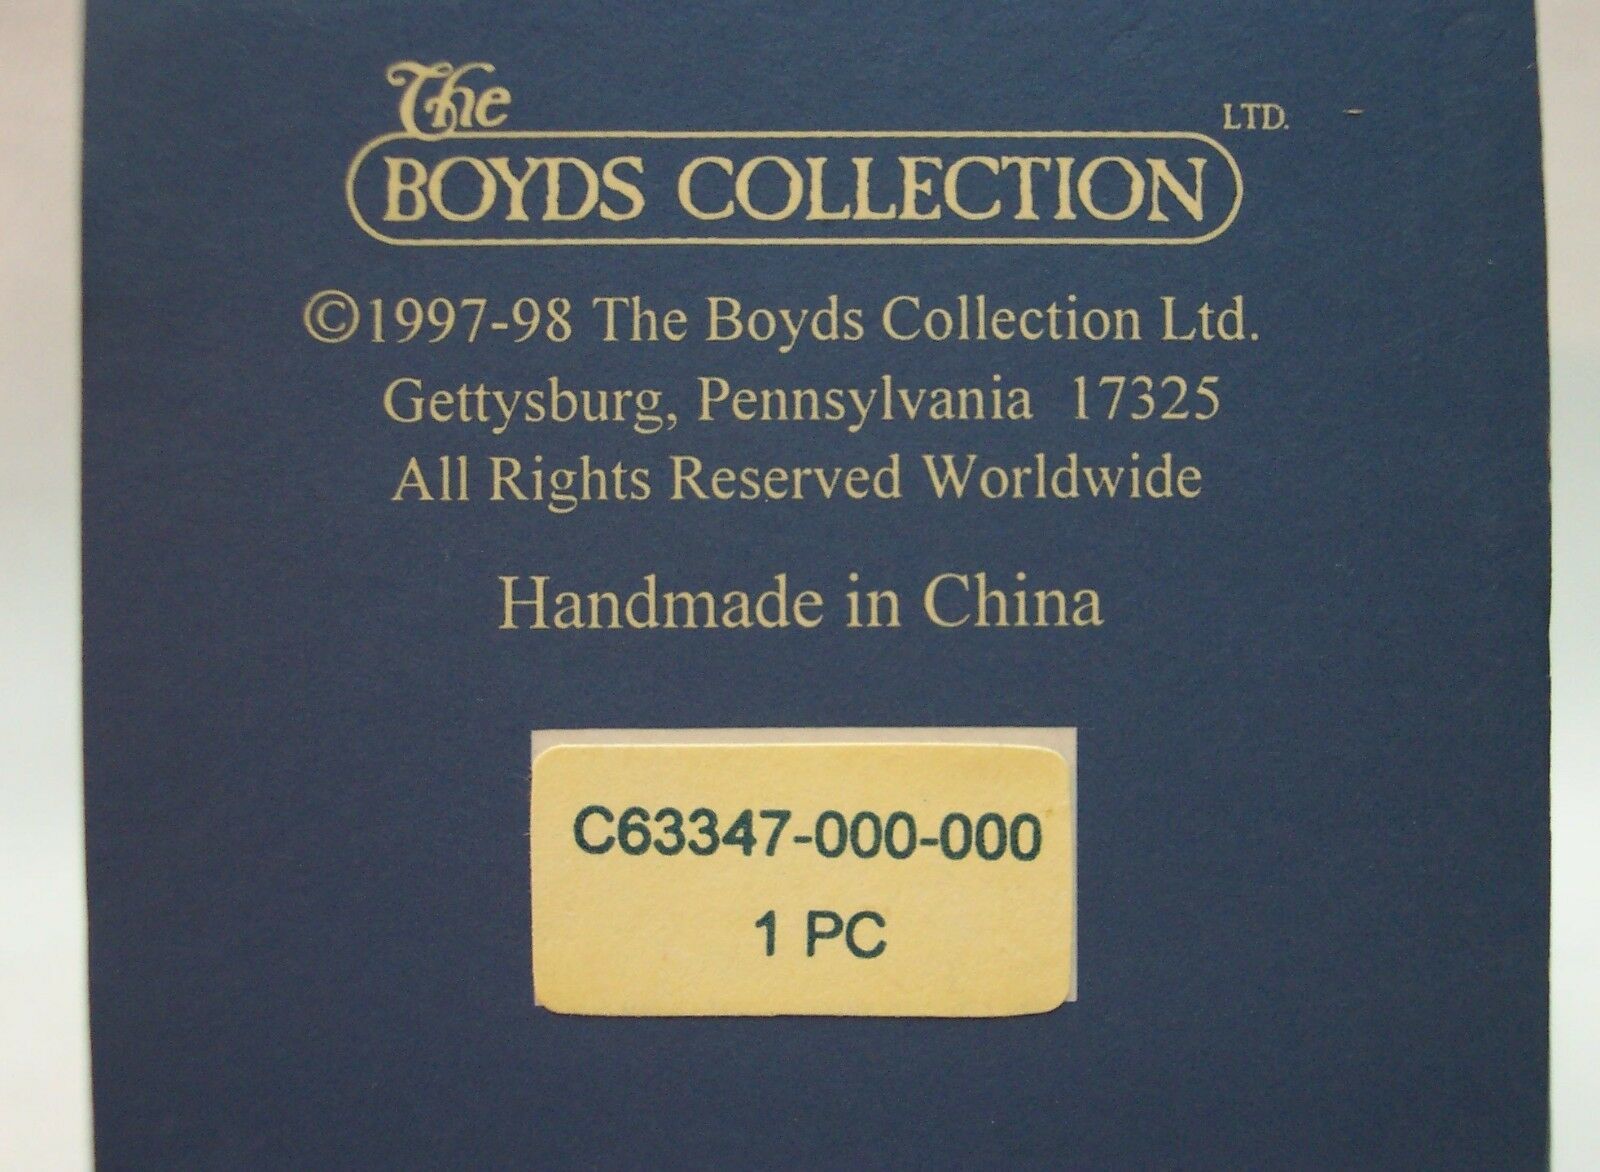 The
LTD.
BOYDS COLLECTION
©1997-98 The Boyds Collection Ltd.
Gettysburg, Pennsylvania 17325
All Rights Reserved Worldwide
Handmade in China
C63347-000-000
1 PC